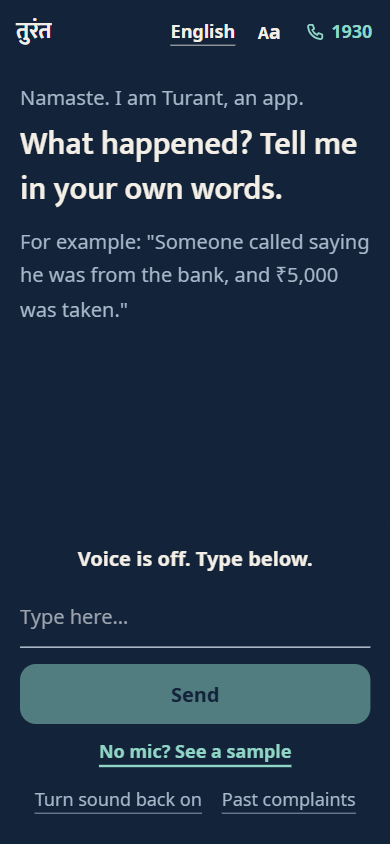 तुरंत English Aa 1930
Namaste. I am Turant, an app.
What happened? Tell me
in your own words.
For example: "Someone called saying
he was from the bank, and ₹5,000
was taken."
Voice is off. Type below.
Type here...
Send
No mic? See a sample
Turn sound back on Past complaints